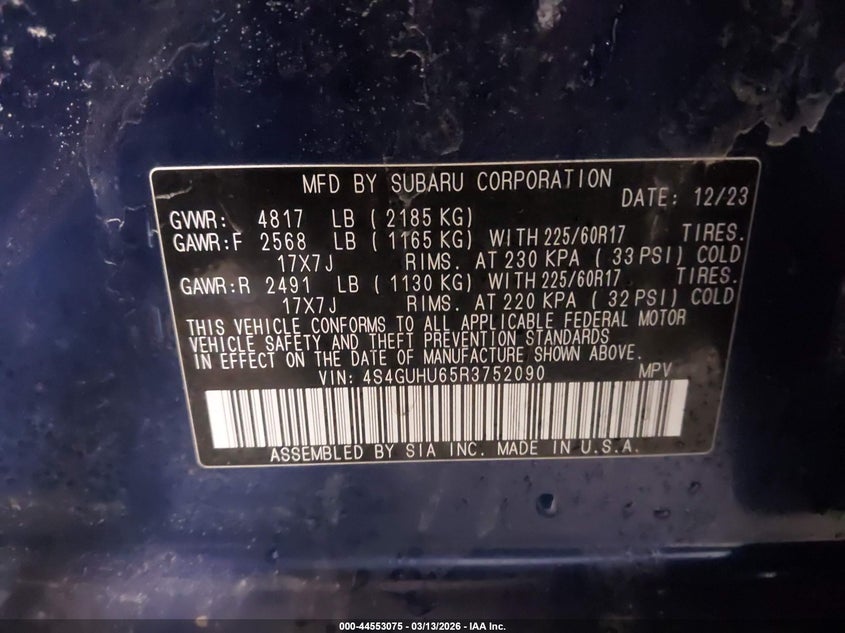 MFD BY SUBARU CORPORATION
DATE: 12/23
GVWR: 4817 LB ( 2185 KG)
GAWR:F 2568 LB ( 1165 KG) WITH 225/60R17 TIRES.
17X7J RIMS. AT 230 KPA ( 33 PSI) COLD
GAWR:R 2491 LB ( 1130 KG) WITH 225/60R17 TIRES.
17X7J RIMS. AT 220 KPA ( 32 PSI) COLD
THIS VEHICLE CONFORMS TO ALL APPLICABLE FEDERAL MOTOR
VEHICLE SAFETY AND THEFT PREVENTION STANDARDS
IN EFFECT ON THE DATE OF MANUFACTURE SHOWN ABOVE.
VIN: 4S4GUHU65R3752090 MPV
ASSEMBLED BY SIA INC. MADE IN U.S.A.
000-44553075 - 03/13/2026 - IAA Inc.